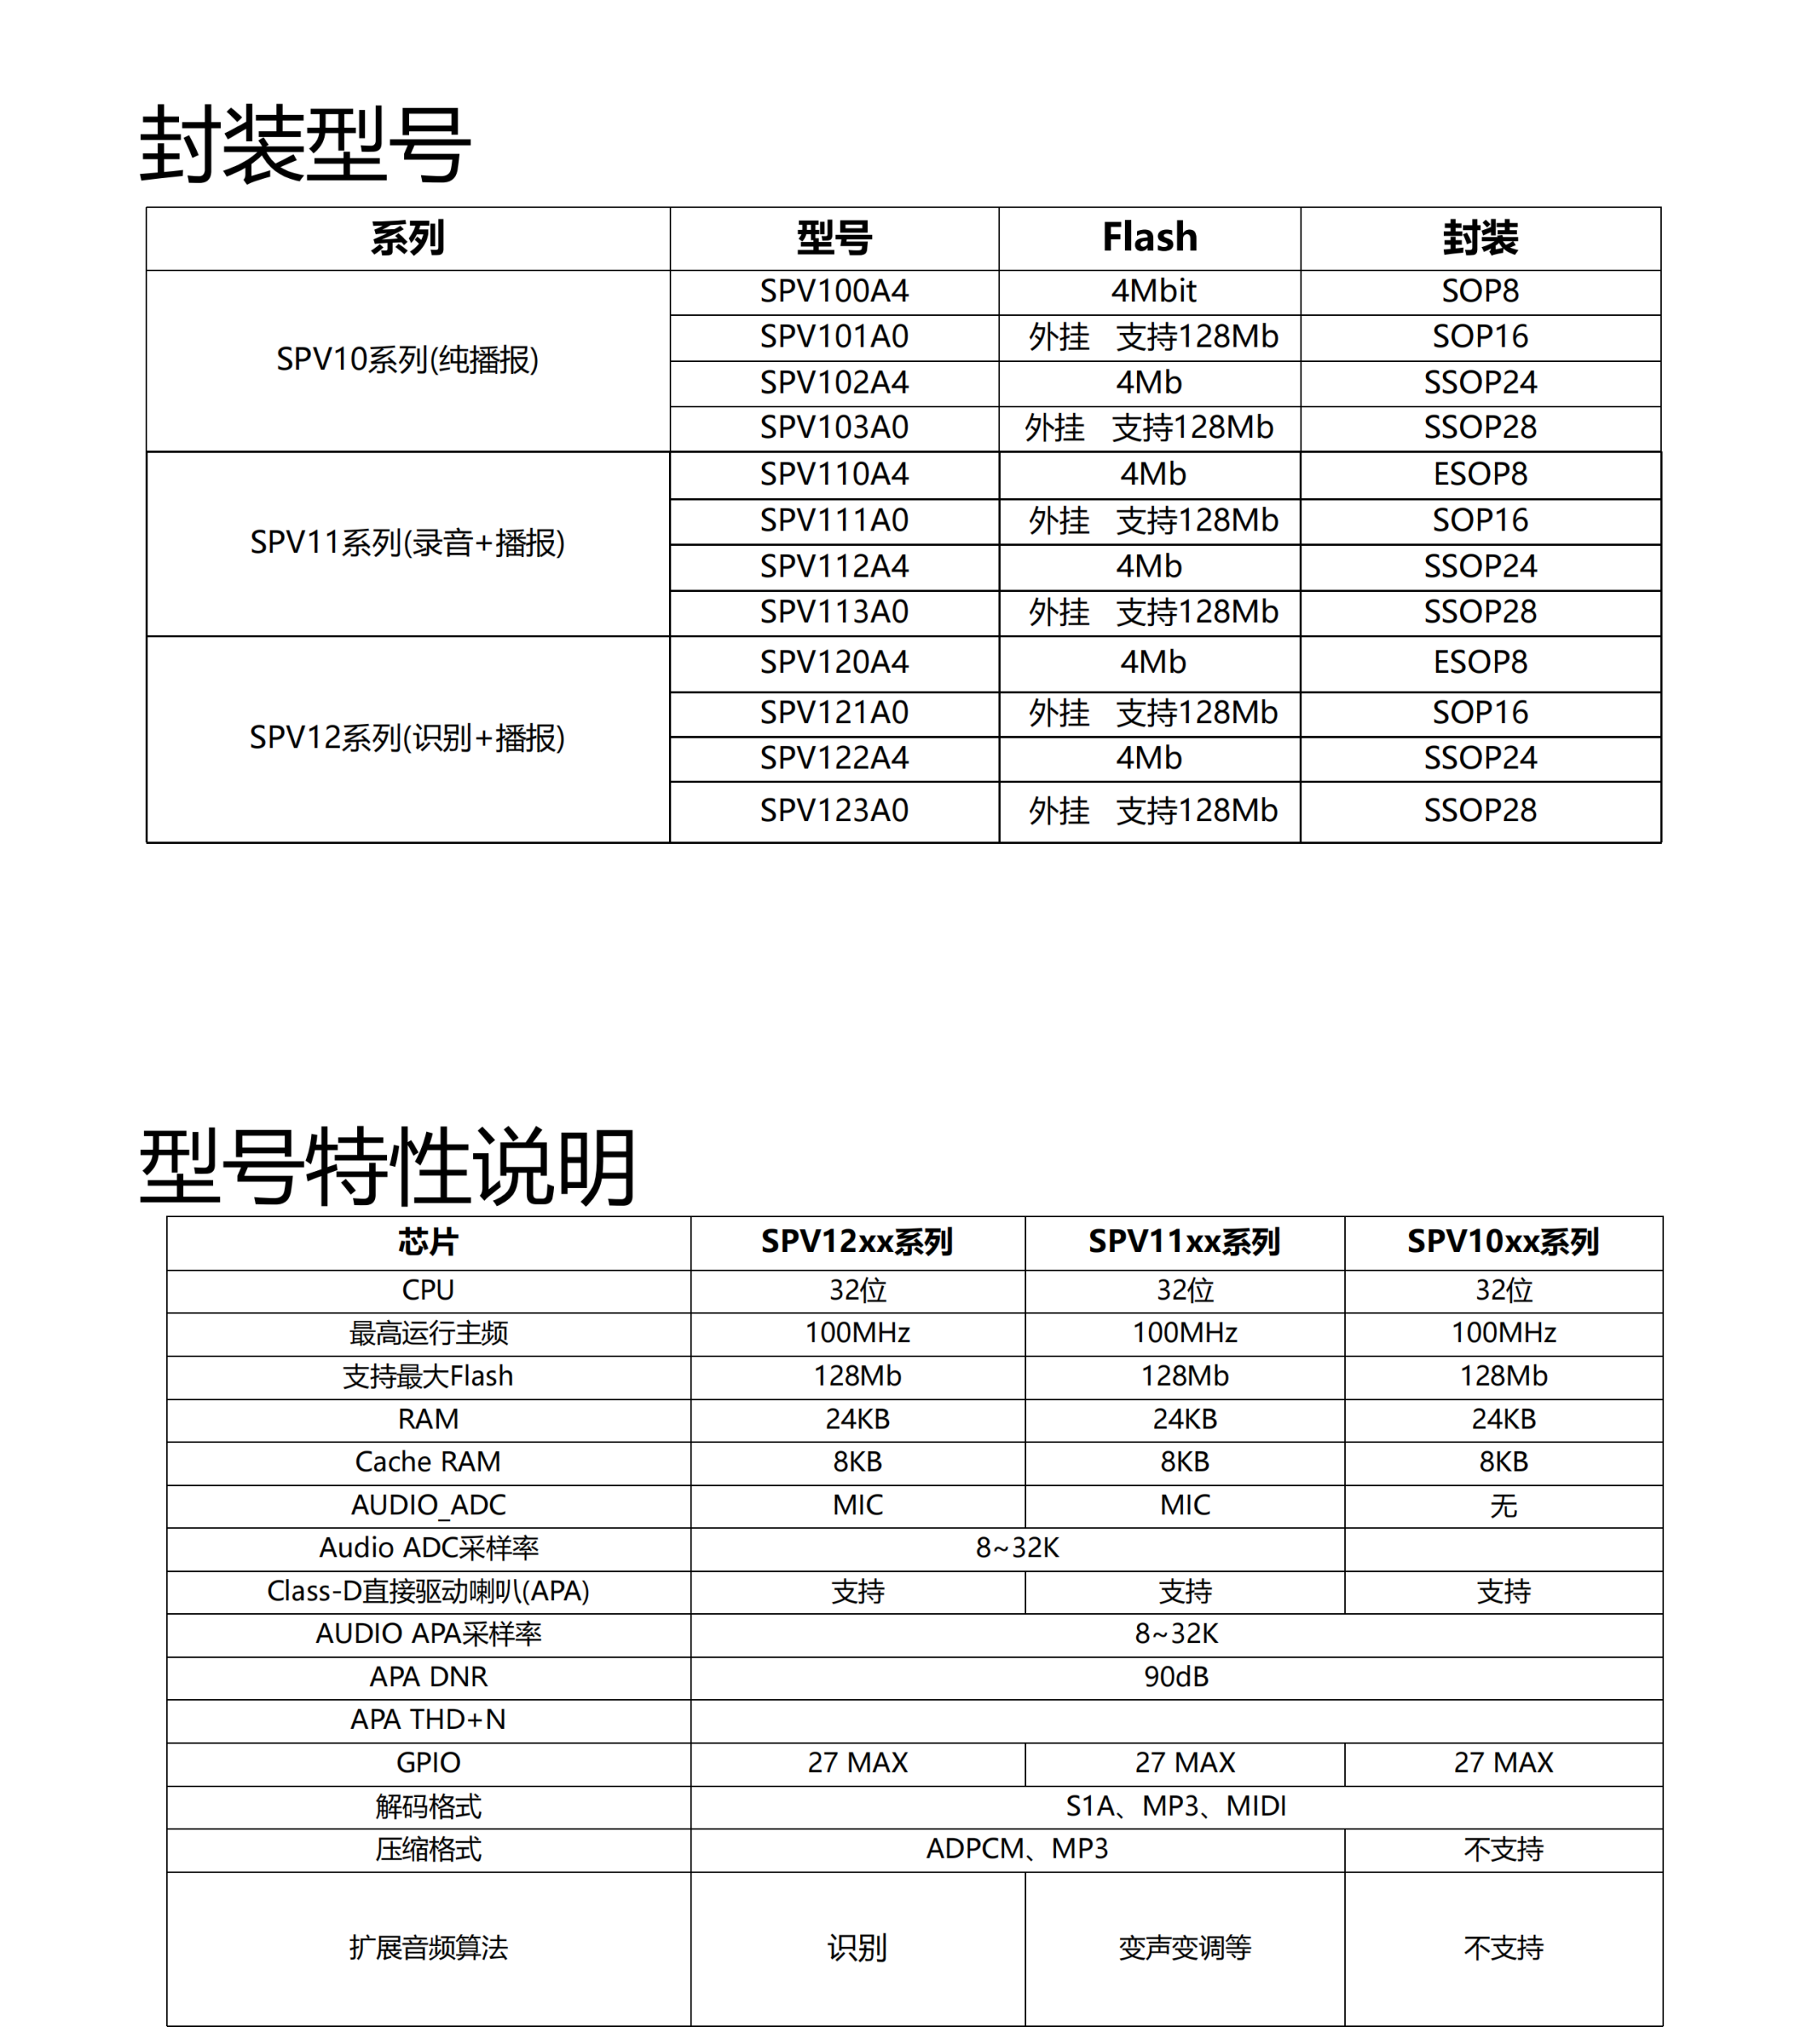 封装型号
系列 型号 Flash 封装
SPV10系列(纯播报)
SPV100A4 4Mbit SOP8
SPV101A0 外挂 支持128Mb SOP16
SPV102A4 4Mb SSOP24
SPV103A0 外挂 支持128Mb SSOP28
SPV11系列(录音+播报)
SPV110A4 4Mb ESOP8
SPV111A0 外挂 支持128Mb SOP16
SPV112A4 4Mb SSOP24
SPV113A0 外挂 支持128Mb SSOP28
SPV12系列(识别+播报)
SPV120A4 4Mb ESOP8
SPV121A0 外挂 支持128Mb SOP16
SPV122A4 4Mb SSOP24
SPV123A0 外挂 支持128Mb SSOP28
型号特性说明
芯片 SPV12xx系列 SPV11xx系列 SPV10xx系列
CPU 32位 32位 32位
最高运行主频 100MHz 100MHz 100MHz
支持最大Flash 128Mb 128Mb 128Mb
RAM 24KB 24KB 24KB
Cache RAM 8KB 8KB 8KB
AUDIO_ADC MIC MIC 无
Audio ADC采样率 8~32K
Class-D直接驱动喇叭(APA) 支持 支持 支持
AUDIO APA采样率 8~32K
APA DNR 90dB
APA THD+N
GPIO 27 MAX 27 MAX 27 MAX
解码格式 S1A、MP3、MIDI
压缩格式 ADPCM、MP3 不支持
扩展音频算法 识别 变声变调等 不支持